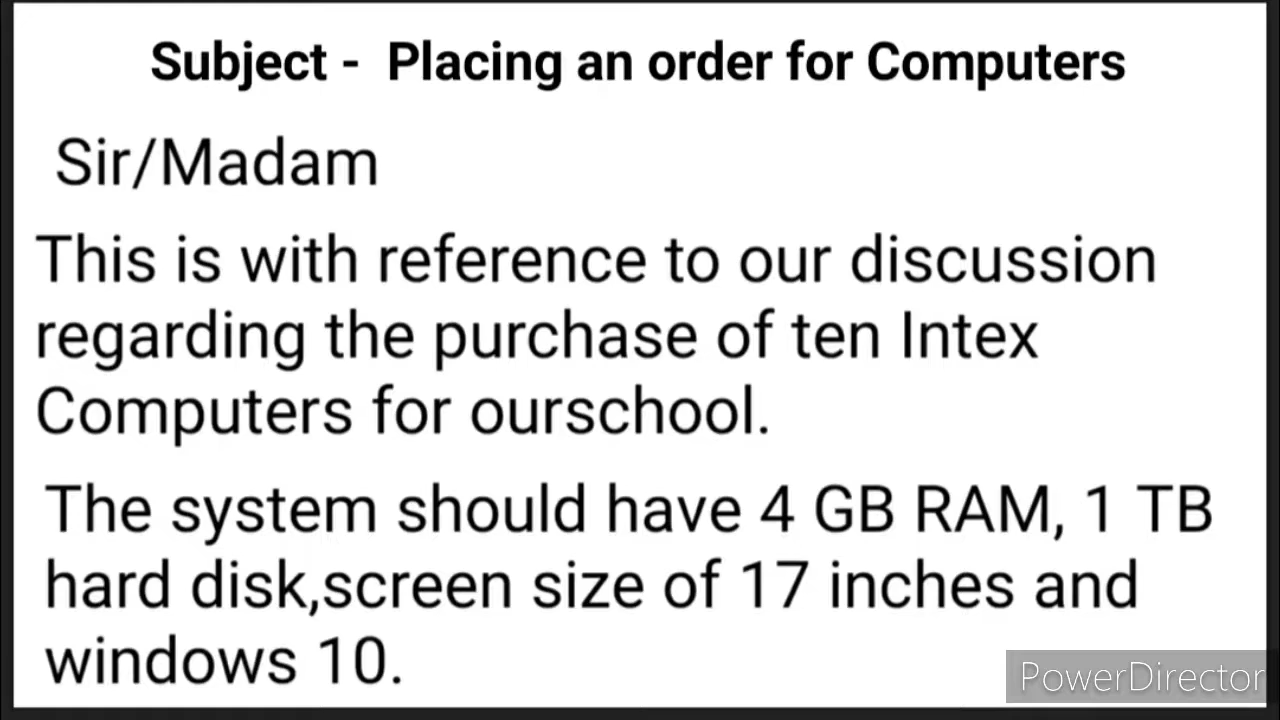 Subject - Placing an order for Computers
Sir/Madam
This is with reference to our discussion
regarding the purchase of ten Intex
Computers for ourschool.
The system should have 4 GB RAM, 1 TB
hard disk,screen size of 17 inches and
windows 10.
PowerDirector